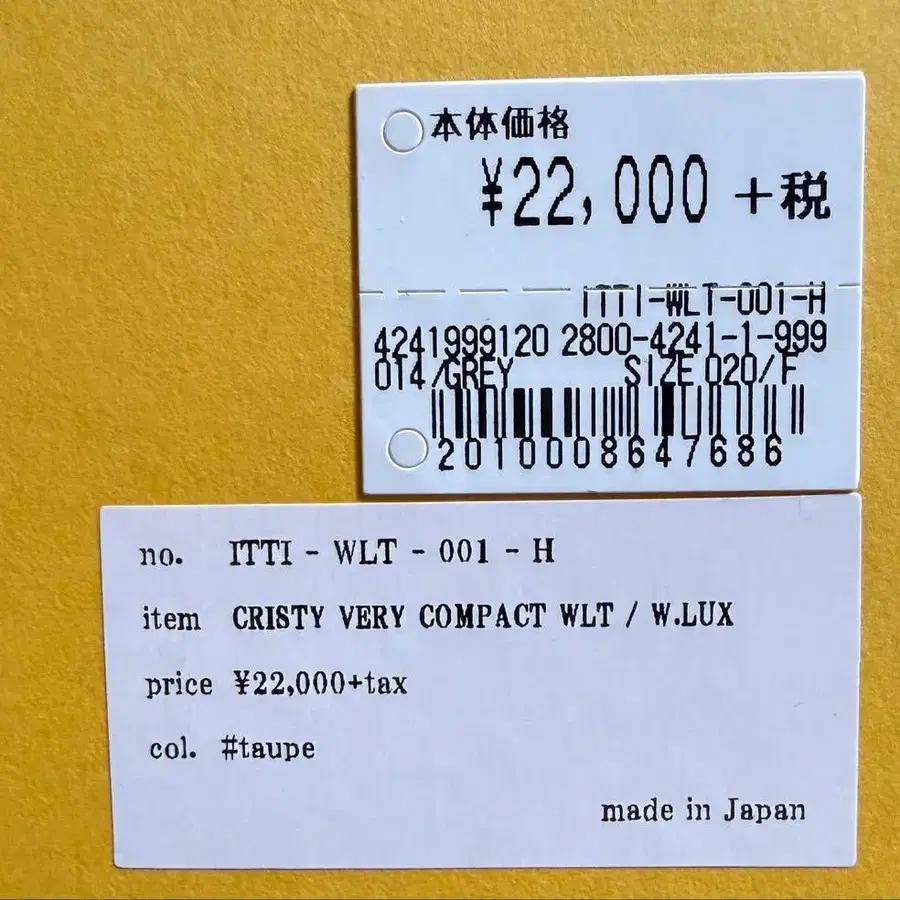 本体価格
¥22,000 +税
ITTI-WLT-001-H
4241999120 2800-4241-1-999
014/GREY SIZE 020/F
2010008647686
no. ITTI - WLT - 001 - H
item CRISTY VERY COMPACT WLT / W.LUX
price ¥22,000+tax
col. #taupe
made in Japan